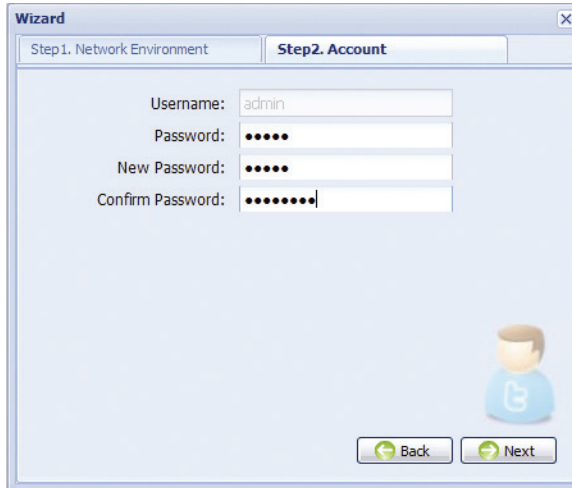 Wizard
Step1. Network Environment
Step2. Account
Username: admin
Password: •••••
New Password: •••••
Confirm Password: ••••••••
Back
Next